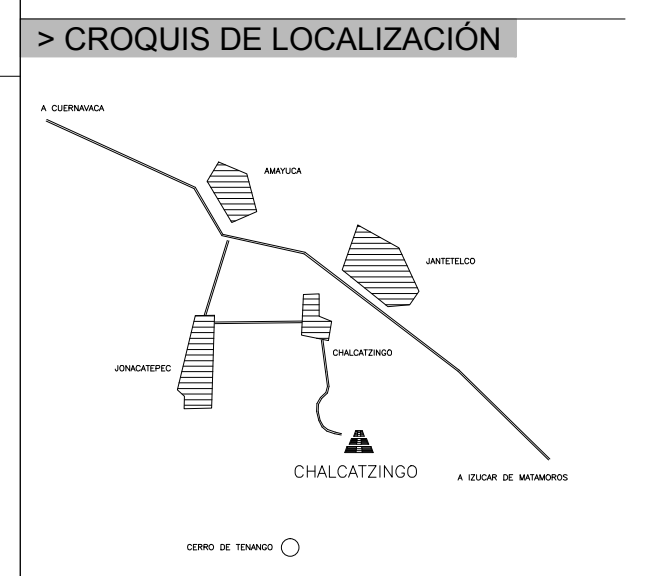 > CROQUIS DE LOCALIZACIÓN
A CUERNAVACA
AMAYUCA
JANTETELCO
CHALCATZINGO
JONACATEPEC
CHALCATZINGO
A IZUCAR DE MATAMOROS
CERRO DE TENANGO